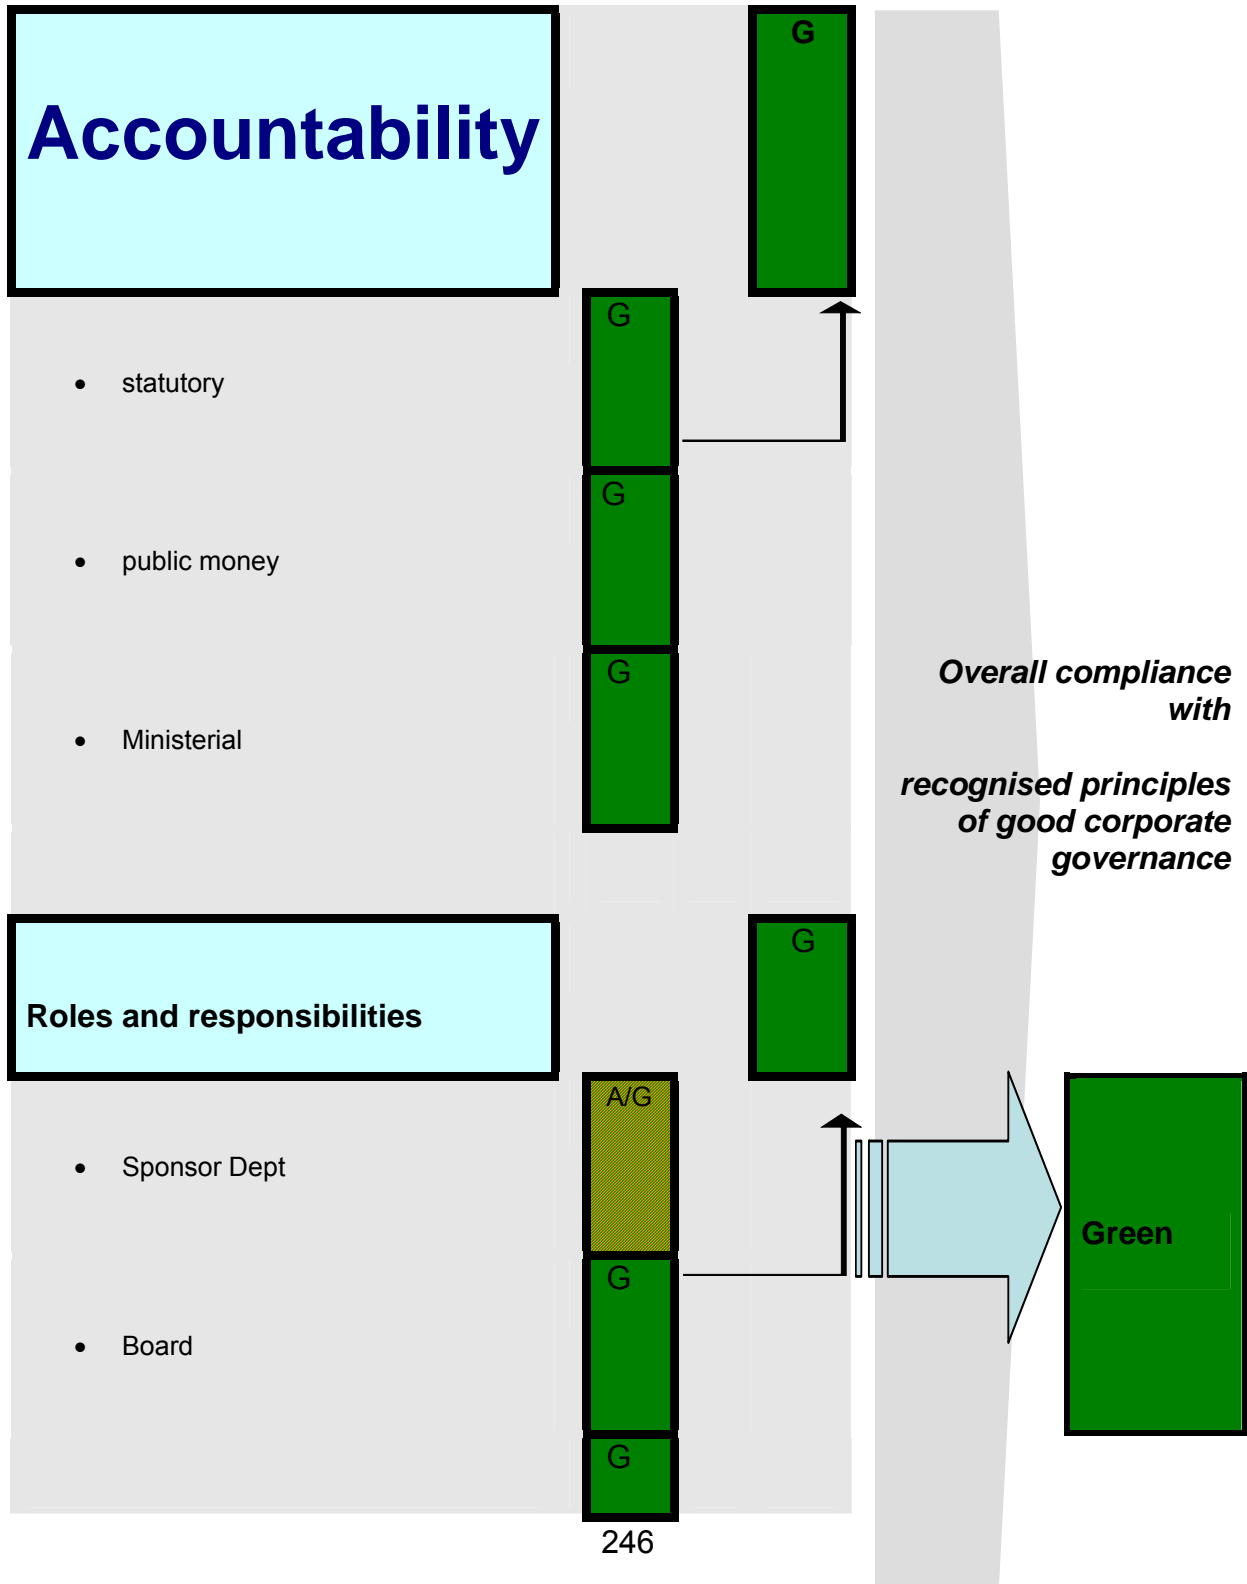 Accountability
G
G
• statutory
G
• public money
G
• Ministerial
Overall compliance
with
recognised principles
of good corporate
governance
Roles and responsibilities
G
A/G
• Sponsor Dept
Green
G
• Board
G
246